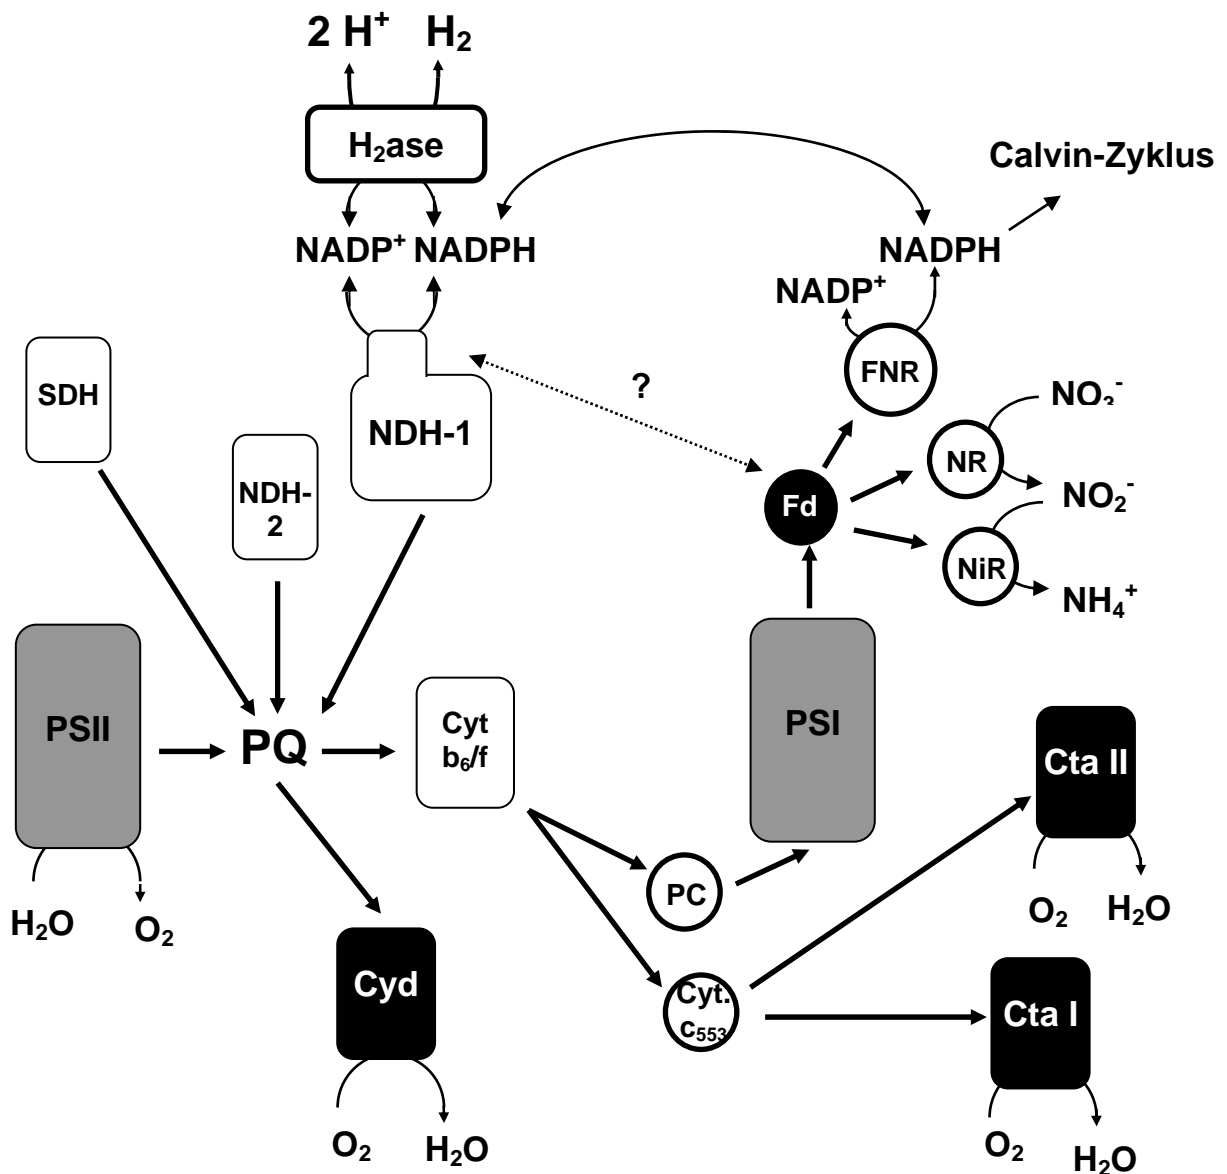 2 H⁺ H₂
H₂ase
Calvin-Zyklus
NADP⁺ NADPH
NADPH
NADP⁺
FNR
SDH
?
NDH-1
NO₃⁻
NR
NDH-
2
Fd
NO₂⁻
NiR
NH₄⁺
PSII
PQ
Cyt
b₆/f
PSI
Cta II
PC
H₂O
O₂
O₂
H₂O
Cyd
Cyt.
c₅₅₃
Cta I
O₂
H₂O
O₂
H₂O